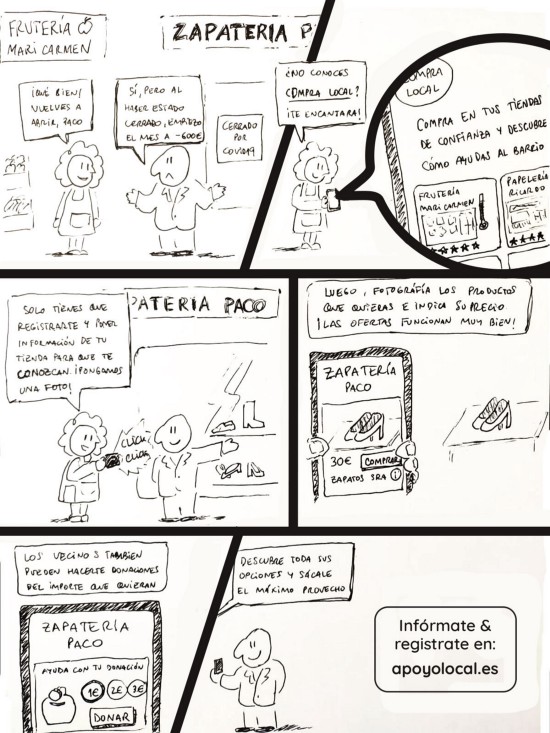 FRUTERÍA
MARI CARMEN
ZAPATERIA P
¡QUÉ BIEN!
VUELVES A
ABRIR, PACO
SÍ, PERO AL
HABER ESTADO
CERRADO, EMPIEZO
EL MES A -600€
CERRADO
POR
COVID19
¿NO CONOCES
COMPRA LOCAL?
¡TE ENCANTARÁ!
COMPRA
LOCAL
COMPRA EN TUS TIENDAS
DE CONFIANZA Y DESCUBRE
CÓMO AYUDAS AL BARRIO
FRUTERÍA
MARI CARMEN
PAPELERÍA
RICARDO
SOLO TIENES QUE
REGISTRARTE Y PONER
INFORMACIÓN DE TU
TIENDA PARA QUE TE
CONOZCAN. ¡PONGAMOS
UNA FOTO!
PATERIA PACO
CLICK
CLICK
LUEGO, FOTOGRAFÍA LOS PRODUCTOS
QUE QUIERAS E INDICA SU PRECIO
¡LAS OFERTAS FUNCIONAN MUY BIEN!
ZAPATERÍA
PACO
30€ COMPRAR
ZAPATOS SRA i
LOS VECINOS TAMBIÉN
PUEDEN HACERTE DONACIONES
DEL IMPORTE QUE QUIERAN
ZAPATERÍA
PACO
AYUDA CON TU DONACIÓN
1€ 2€ 3€
DONAR
DESCUBRE TODA SUS
OPCIONES Y SÁCALE
EL MÁXIMO PROVECHO
Infórmate &
registrate en:
apoyolocal.es